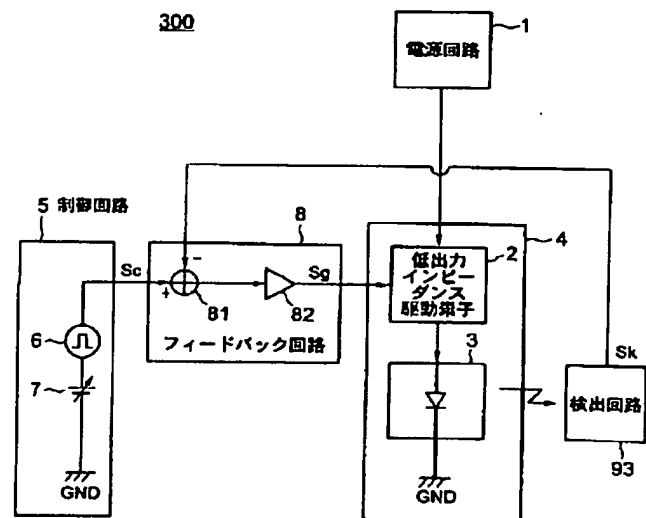 300
1
電源回路
5 制御回路
8
4
Sc
-
+
81
82
Sg
2
低出力
インピー
ダンス
駆動素子
6
フィードバック回路
3
Sk
7
検出回路
93
GND
GND